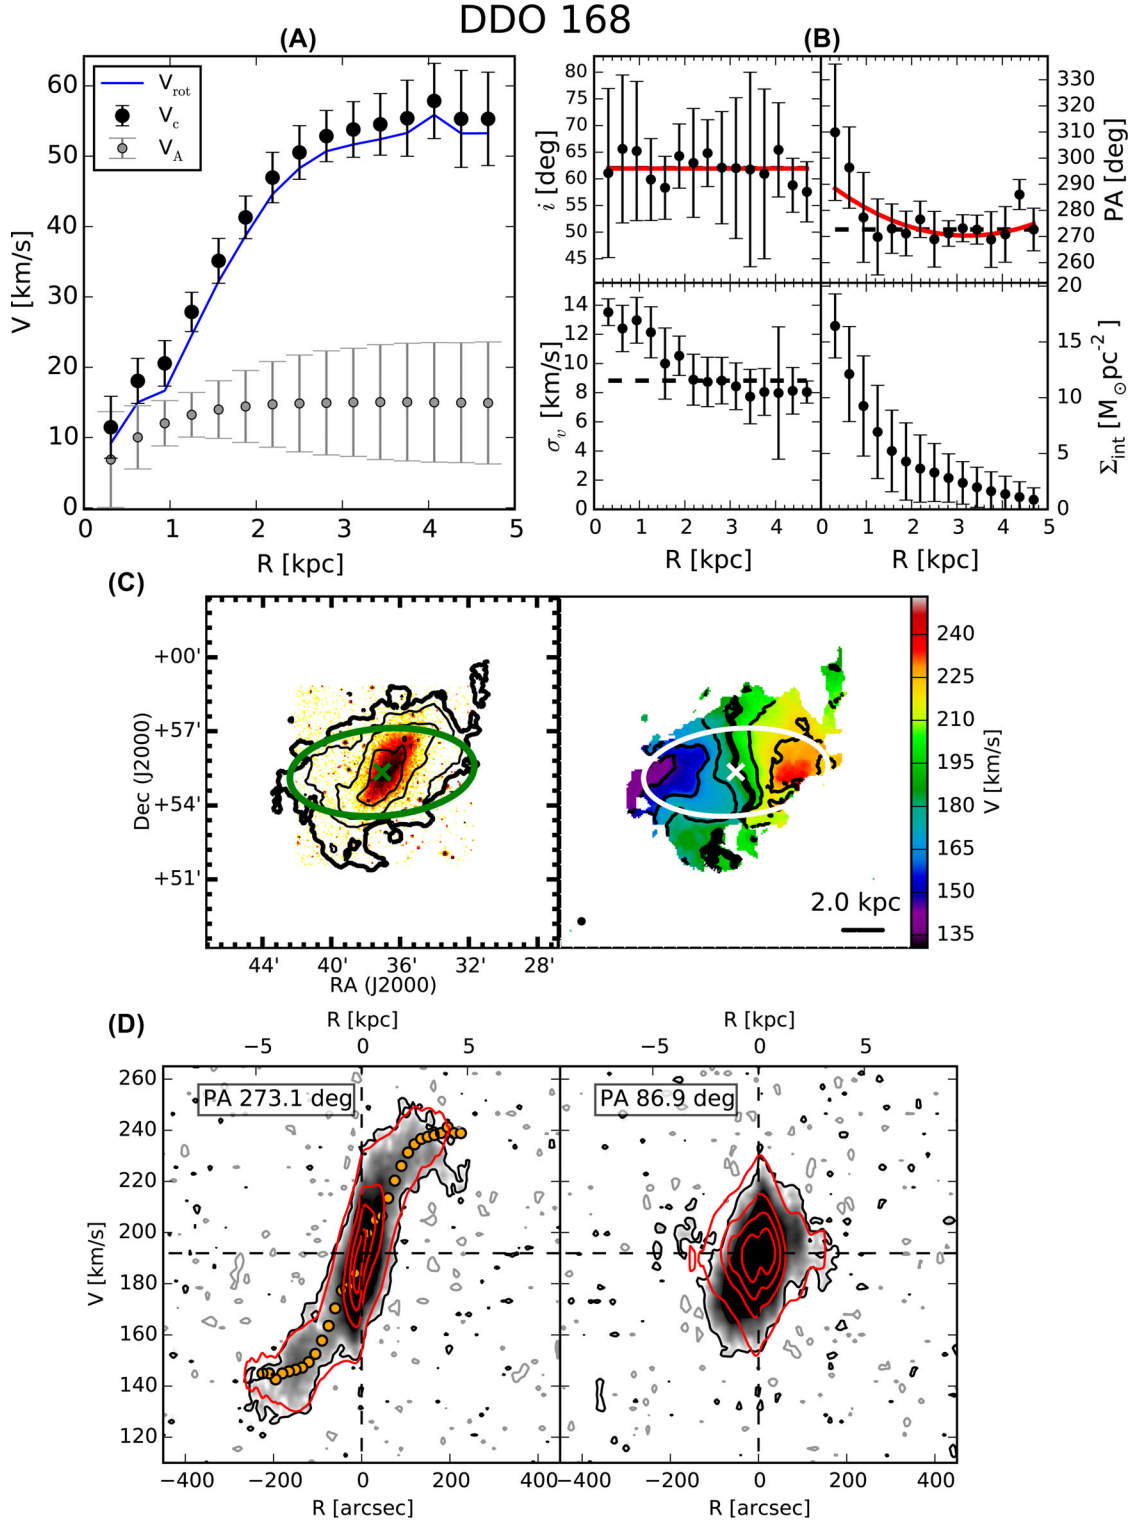 DDO 168
(A)
(B)
V_rot
V_c
V_A
60
50
40
30
20
10
0
V [km/s]
0 1 2 3 4 5
R [kpc]
80
75
70
65
60
55
50
45
i [deg]
330
320
310
300
290
280
270
260
PA [deg]
14
12
10
8
6
4
2
0
σ_v [km/s]
20
15
10
5
0
Σ_int [M_⊙pc^-2]
0 1 2 3 4
0 1 2 3 4 5
R [kpc]
R [kpc]
(C)
+00'
+57'
+54'
+51'
Dec (J2000)
44' 40' 36' 32' 28'
RA (J2000)
2.0 kpc
240
225
210
195
180
165
150
135
V [km/s]
(D)
R [kpc]
R [kpc]
−5 0 5
−5 0 5
PA 273.1 deg
PA 86.9 deg
260
240
220
200
180
160
140
120
V [km/s]
−400 −200 0 200 400
−400 −200 0 200 400
R [arcsec]
R [arcsec]